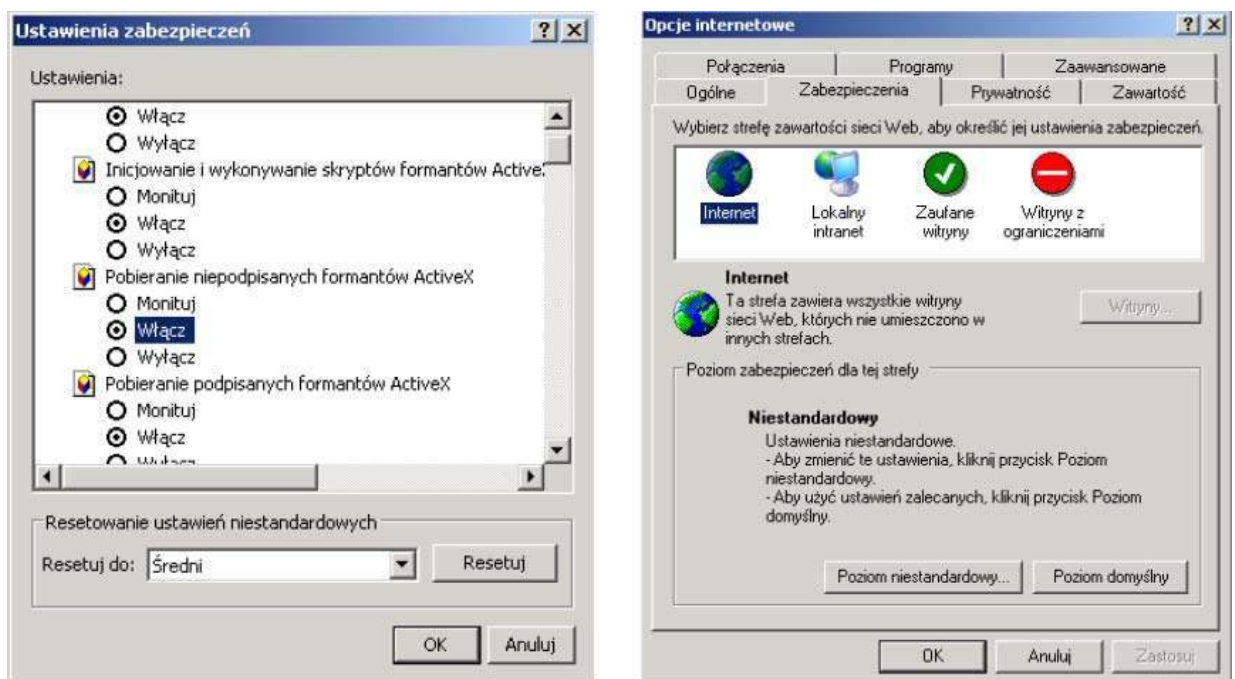 Ustawienia zabezpieczeń
Ustawienia:
Włącz
Wyłącz
Inicjowanie i wykonywanie skryptów formantów Active
Monituj
Włącz
Wyłącz
Pobieranie niepodpisanych formantów ActiveX
Monituj
Włącz
Wyłącz
Pobieranie podpisanych formantów ActiveX
Monituj
Włącz
Resetowanie ustawień niestandardowych
Resetuj do: Średni Resetuj
OK Anuluj
Opcje internetowe
Połączenia Programy Zaawansowane
Ogólne Zabezpieczenia Prywatność Zawartość
Wybierz strefę zawartości sieci Web, aby określić jej ustawienia zabezpieczeń.
Internet Lokalny Zaufane Witryny z
intranet witryny ograniczeniami
Internet
Ta strefa zawiera wszystkie witryny
sieci Web, których nie umieszczono w
innych strefach.
Witryny...
Poziom zabezpieczeń dla tej strefy
Niestandardowy
Ustawienia niestandardowe.
- Aby zmienić te ustawienia, kliknij przycisk Poziom
niestandardowy.
- Aby użyć ustawień zalecanych, kliknij przycisk Poziom
domyślny.
Poziom niestandardowy... Poziom domyślny
OK Anuluj Zastosuj